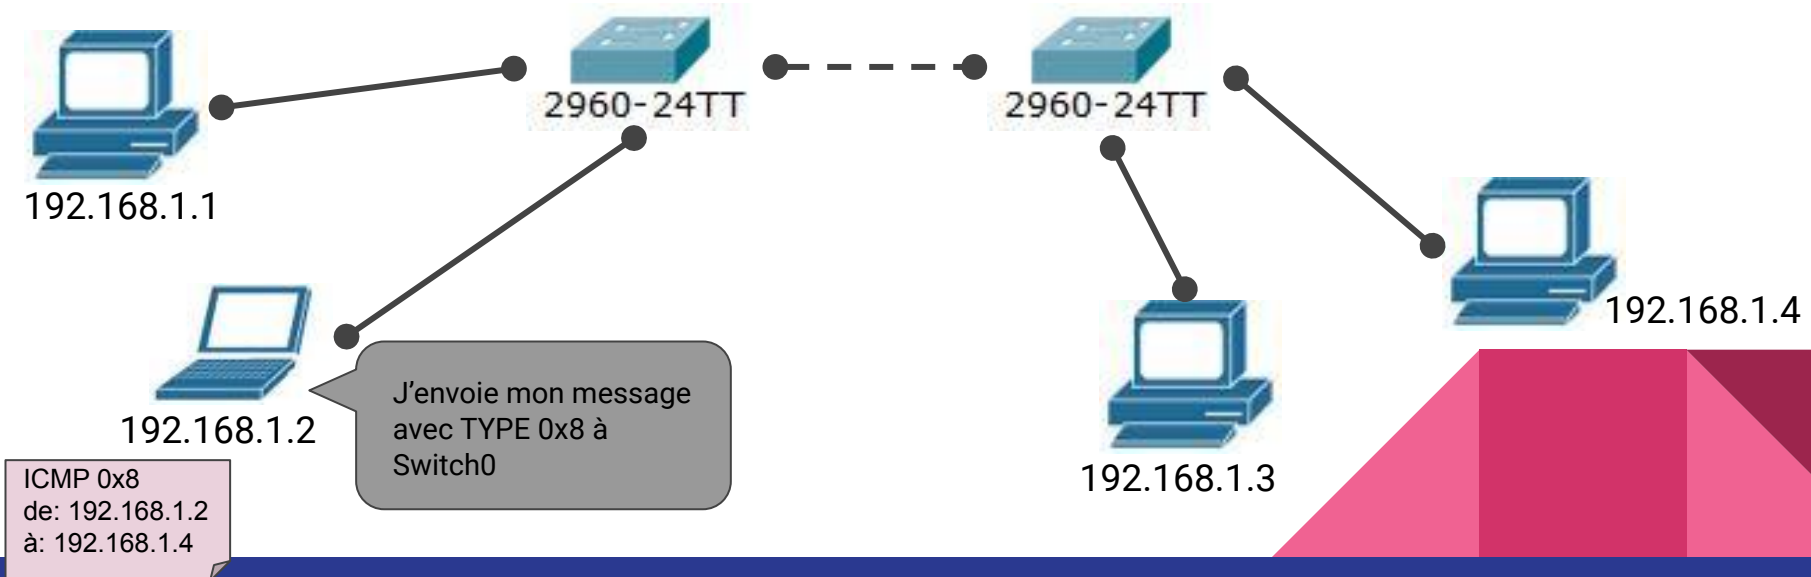 2960-24TT
2960-24TT
192.168.1.1
192.168.1.4
J’envoie mon message
avec TYPE 0x8 à
Switch0
192.168.1.2
192.168.1.3
ICMP 0x8
de: 192.168.1.2
à: 192.168.1.4